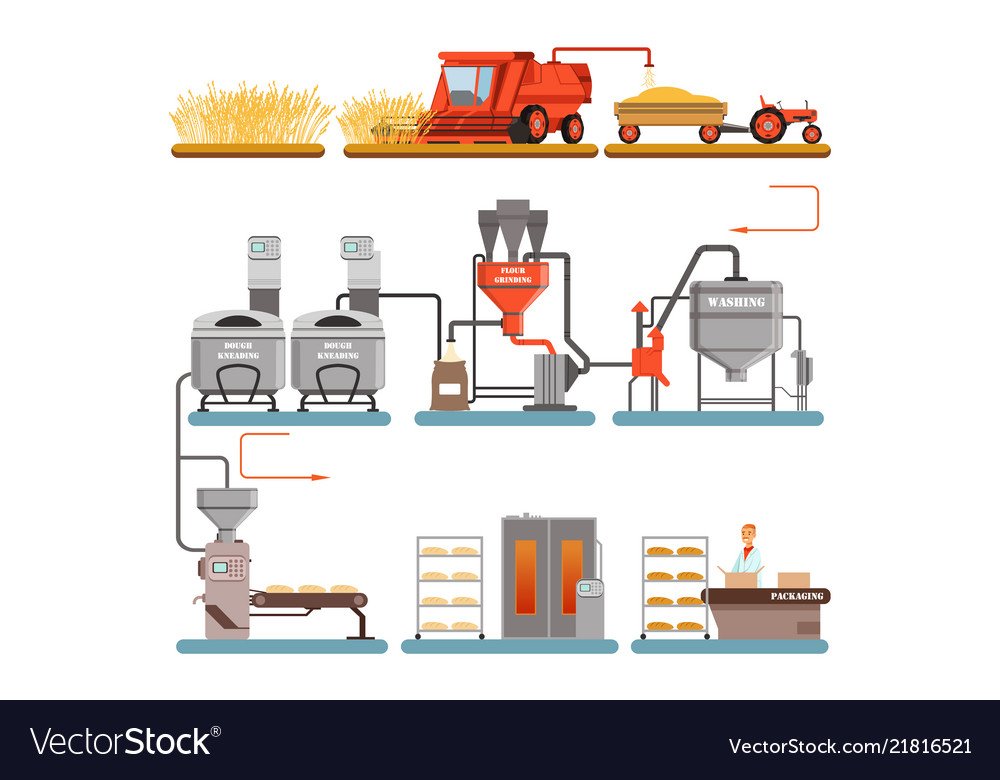 FLOUR
GRINDING
WASHING
DOUGH
KNEADING
DOUGH
KNEADING
PACKAGING
VectorStock®
VectorStock.com/21816521